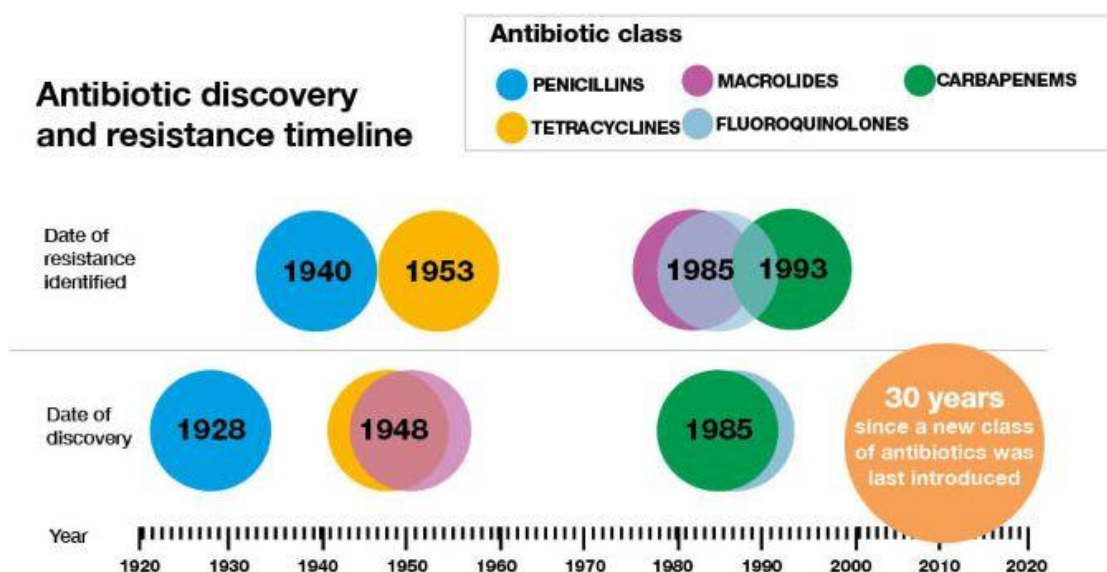 Antibiotic discovery
and resistance timeline
Antibiotic class
PENICILLINS
MACROLIDES
CARBAPENEMS
TETRACYCLINES
FLUOROQUINOLONES
Date of
resistance
identified
1940
1953
1985
1993
Date of
discovery
1928
1948
1985
30 years
since a new class
of antibiotics was
last introduced
Year
1920 1930 1940 1950 1960 1970 1980 1990 2000 2010 2020